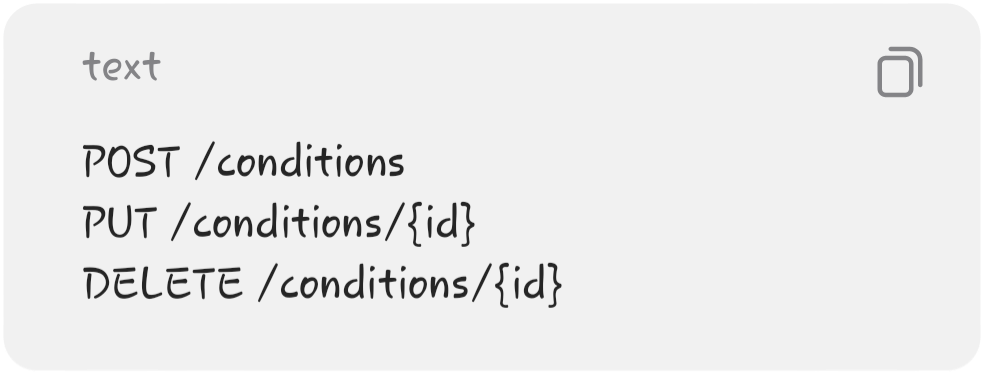 text
POST /conditions
PUT /conditions/{id}
DELETE /conditions/{id}